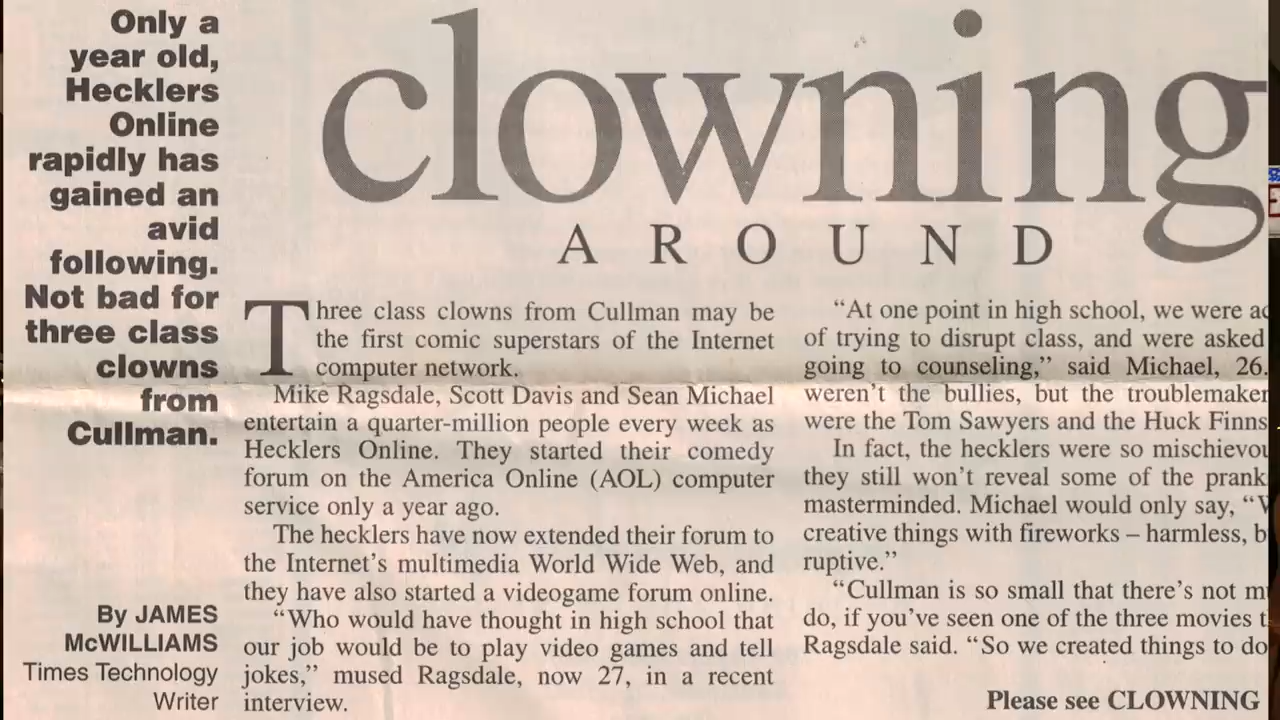 Only a
year old,
Hecklers
Online
rapidly has
gained an
avid
following.
Not bad for
three class
clowns
from
Cullman.
By JAMES
McWILLIAMS
Times Technology
Writer
clowning
AROUND
Three class clowns from Cullman may be
the first comic superstars of the Internet
computer network.
Mike Ragsdale, Scott Davis and Sean Michael
entertain a quarter-million people every week as
Hecklers Online. They started their comedy
forum on the America Online (AOL) computer
service only a year ago.
The hecklers have now extended their forum to
the Internet's multimedia World Wide Web, and
they have also started a videogame forum online.
“Who would have thought in high school that
our job would be to play video games and tell
jokes,” mused Ragsdale, now 27, in a recent
interview.
“At one point in high school, we were
of trying to disrupt class, and were asked
going to counseling,” said Michael, 26.
weren't the bullies, but the
were the Tom Sawyers and the Huck Finns
In fact, the hecklers were so
they still won't reveal some of the
masterminded. Michael would only say, “
creative things with fireworks – harmless,
ruptive.”
“Cullman is so small that there's not
do, if you've seen one of the three movies
Ragsdale said. “So we created things to do
Please see CLOWNING